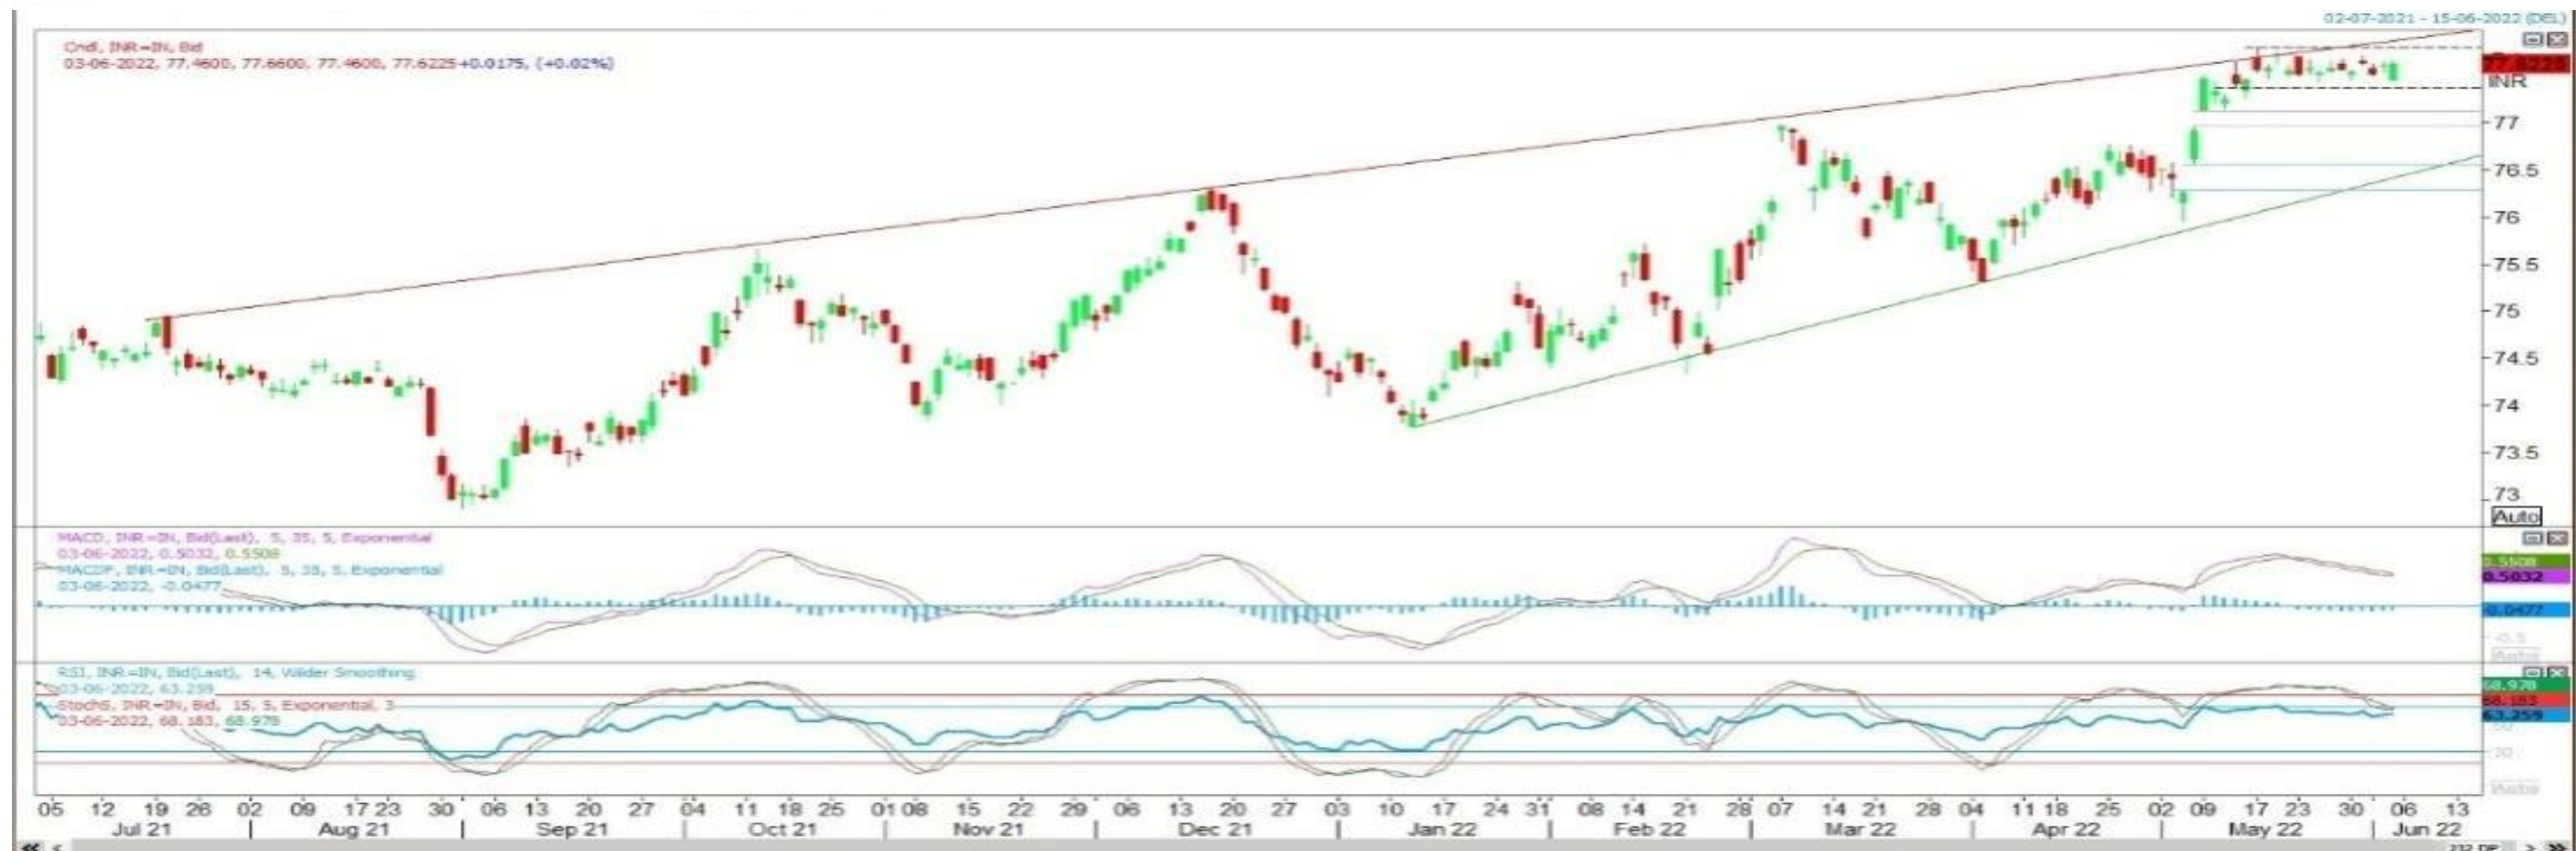 02-07-2021 - 15-06-2022 (DEL)
Cndl, INR=IN, Bid
03-06-2022, 77.4600, 77.6600, 77.4600, 77.6225+0.0175, (+0.02%)
77.6225
INR
77
76.5
76
75.5
75
74.5
74
73.5
73
Auto
MACD, INR=IN, Bid(Last), 5, 35, 5, Exponential
03-06-2022, 0.5032, 0.5508
MACDF, INR=IN, Bid(Last), 5, 35, 5, Exponential
03-06-2022, -0.0477
0.5508
0.5032
-0.0477
-0.5
Auto
RSI, INR=IN, Bid(Last), 14, Wilder Smoothing
03-06-2022, 63.259
StochS, INR=IN, Bid, 15, 5, Exponential, 3
03-06-2022, 68.183, 68.978
68.978
68.183
63.259
30
Auto
05 12 19 26 02 09 17 23 30 06 13 20 27 04 11 18 25 01 08 15 22 29 06 13 20 27 03 10 17 24 31 08 14 21 28 07 14 21 28 04 11 18 25 02 09 17 23 30 06 13
Jul 21 Aug 21 Sep 21 Oct 21 Nov 21 Dec 21 Jan 22 Feb 22 Mar 22 Apr 22 May 22 Jun 22